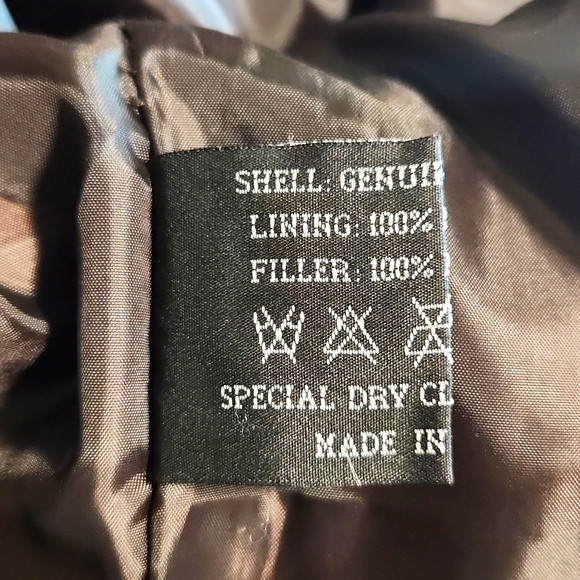 SHELL: GENUI
LINING: 100%
FILLER: 100%
SPECIAL DRY CL
MADE IN